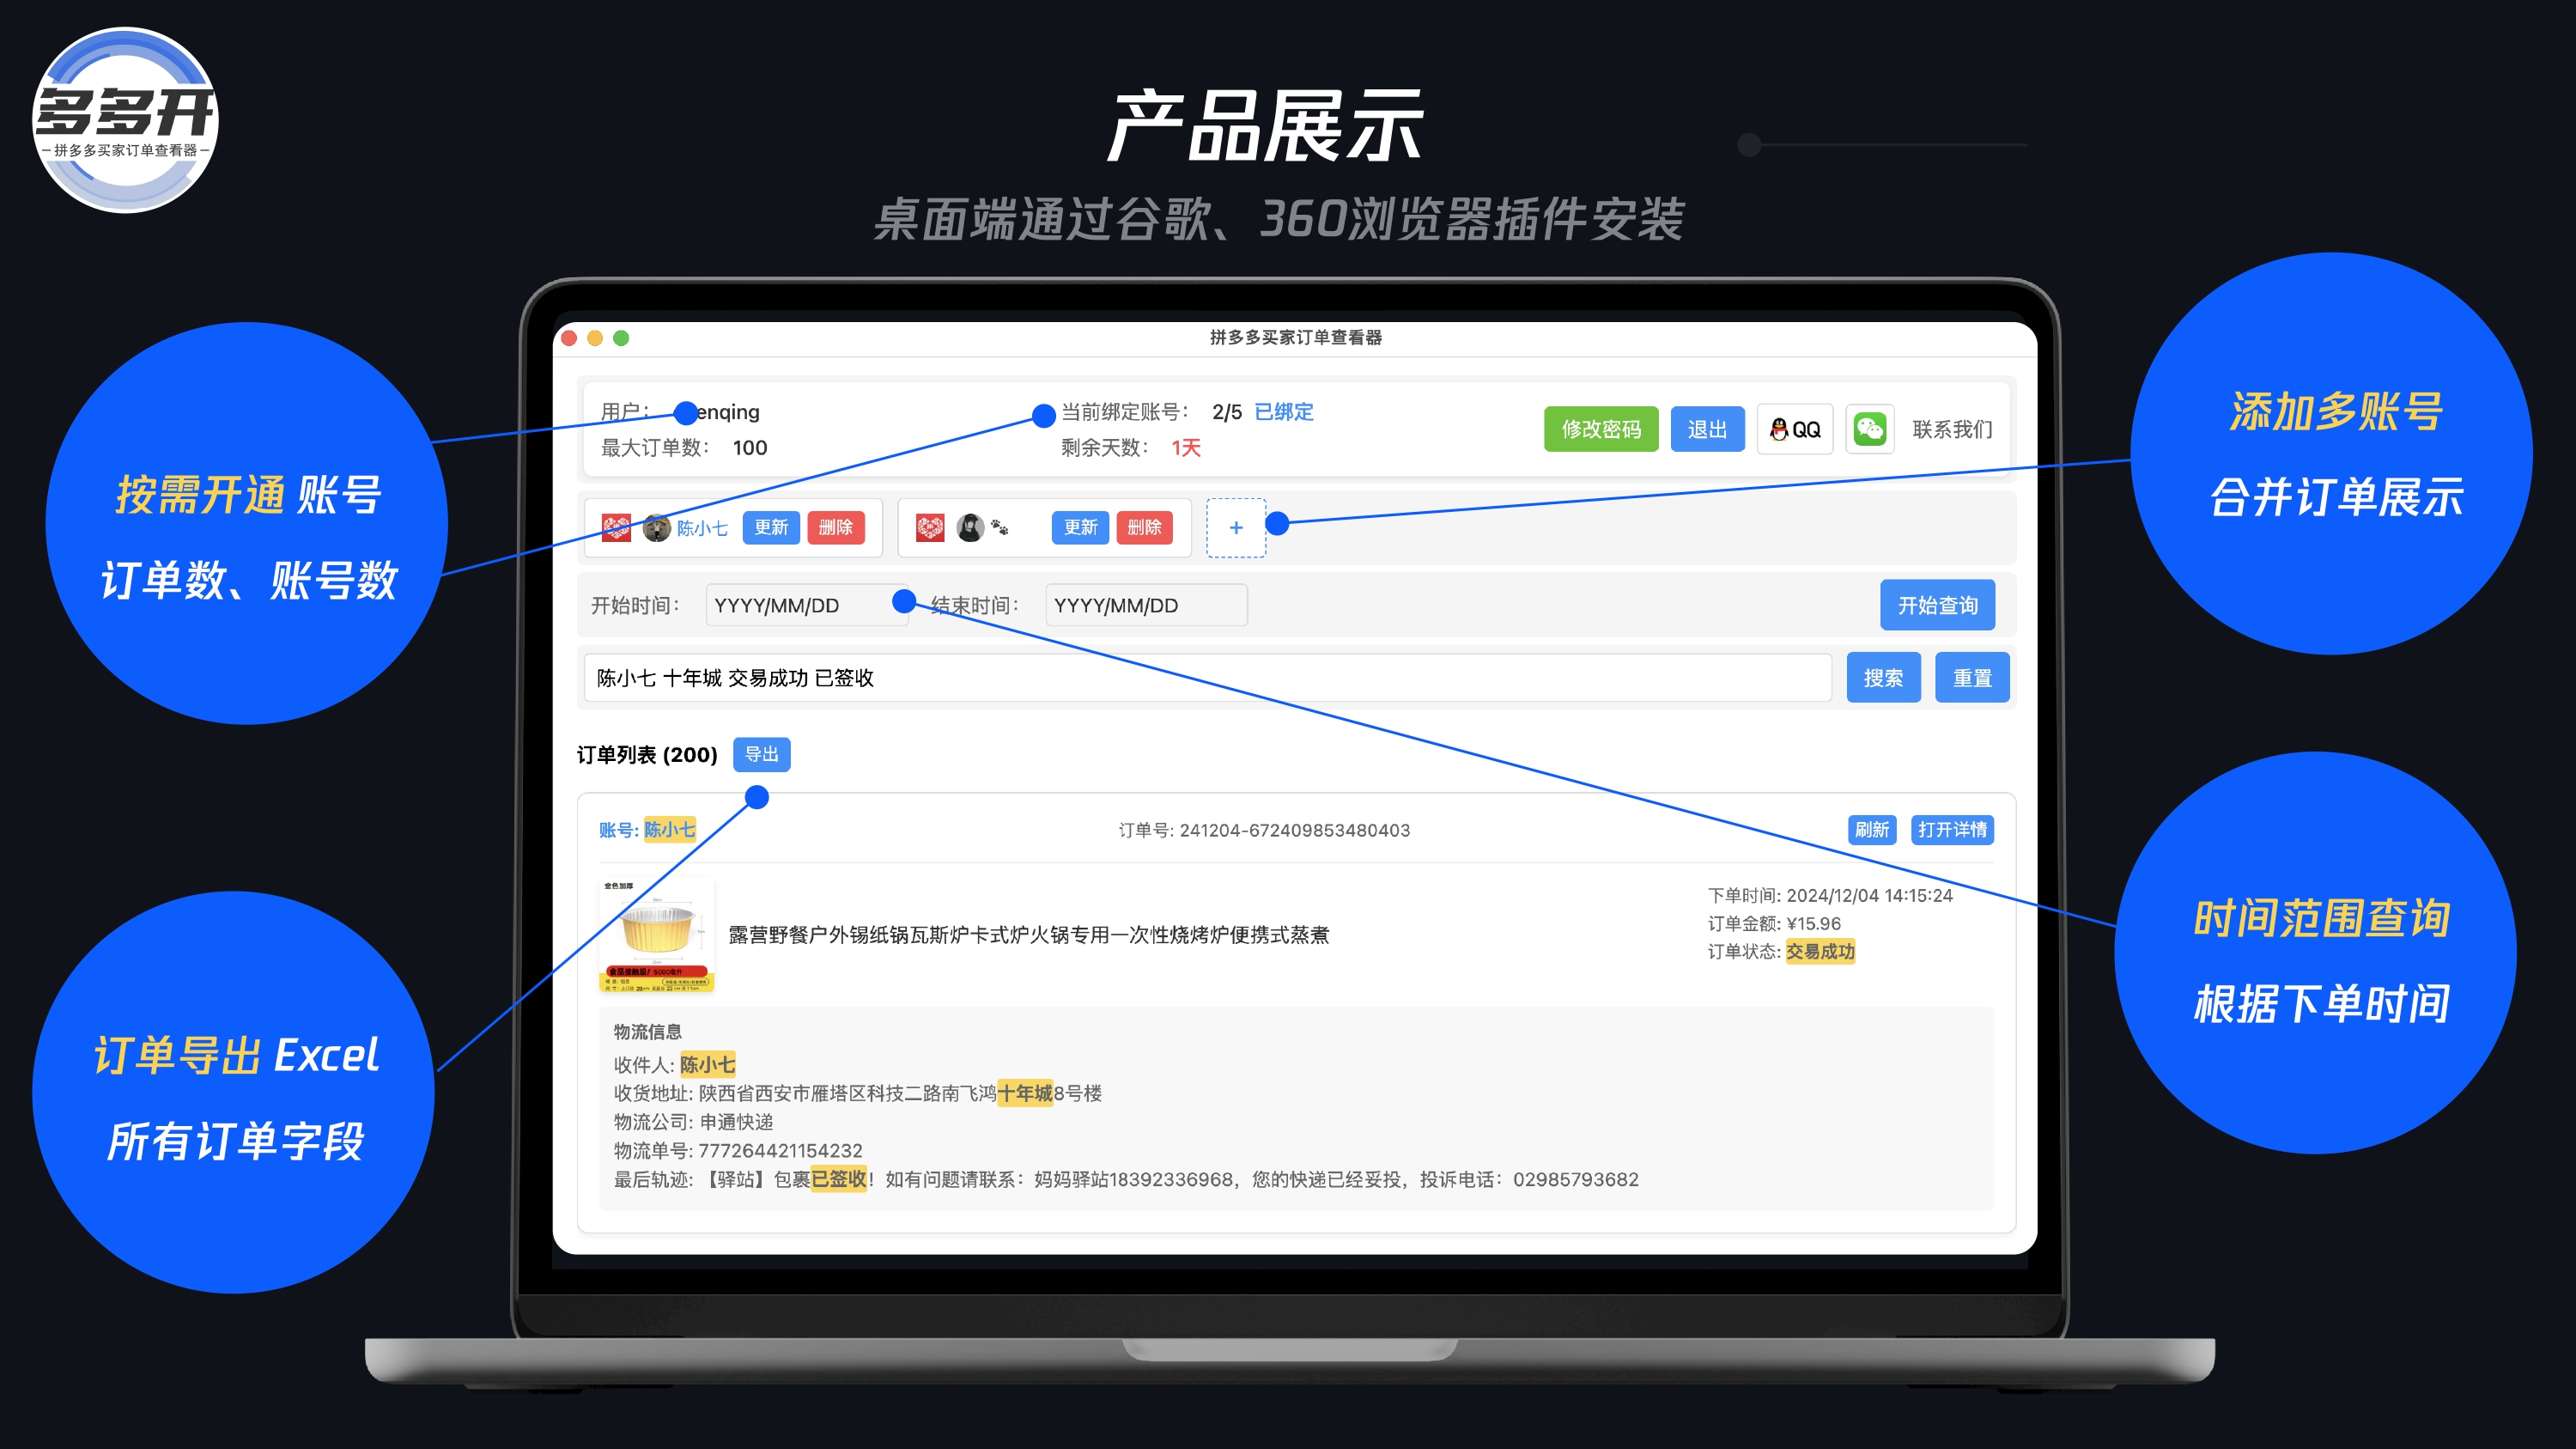 多多开
拼多多买家订单查看器
产品展示
桌面端通过谷歌、360浏览器插件安装
按需开通 账号
订单数、账号数
订单导出 Excel
所有订单字段
添加多账号
合并订单展示
时间范围查询
根据下单时间
拼多多买家订单查看器
用户: enqing
当前绑定账号: 2/5 已绑定
最大订单数: 100
剩余天数: 1天
修改密码 退出 QQ 联系我们
陈小七 更新 删除 更新 删除 +
开始时间: YYYY/MM/DD 结束时间: YYYY/MM/DD 开始查询
陈小七 十年城 交易成功 已签收 搜索 重置
订单列表 (200) 导出
账号: 陈小七 订单号: 241204-672409853480403 刷新 打开详情
金色加厚
露营野餐户外锡纸锅瓦斯炉卡式炉火锅专用一次性烧烤炉便携式蒸煮
下单时间: 2024/12/04 14:15:24
订单金额: ¥15.96
订单状态: 交易成功
物流信息
收件人: 陈小七
收货地址: 陕西省西安市雁塔区科技二路南飞鸿十年城8号楼
物流公司: 申通快递
物流单号: 777264421154232
最后轨迹: 【驿站】包裹已签收！如有问题请联系：妈妈驿站18392336968，您的快递已经妥投，投诉电话：02985793682